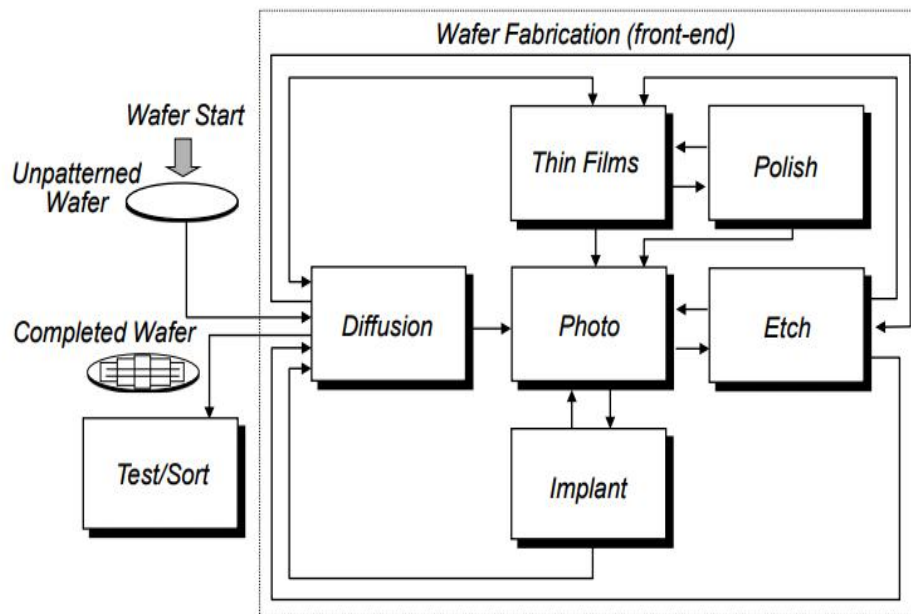 Wafer Fabrication (front-end)
Wafer Start
Unpatterned
Wafer
Thin Films
Polish
Completed Wafer
Diffusion
Photo
Etch
Test/Sort
Implant